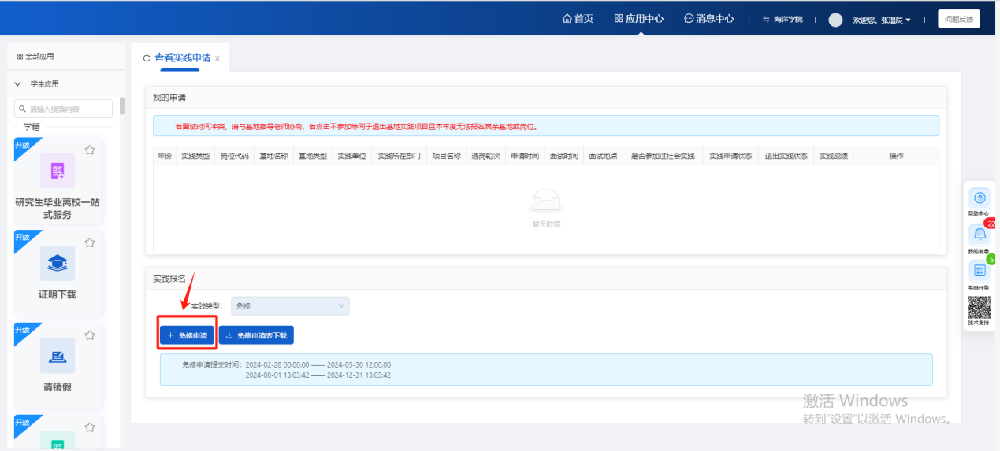 首页 应用中心 消息中心 海洋学院 欢迎您，张璟辰 问题反馈
全部应用
查看实践申请
学生应用
请输入搜索内容
学籍
开放
研究生毕业离校一站
式服务
开放
证明下载
开放
请销假
开放
我的申请
若面试时间冲突，请与基地指导老师协商，若点击不参加等同于退出基地实践项目且本年度无法报名其余基地或岗位。
年份 实践类型 岗位代码 基地名称 基地类型 实践单位 实践所在部门 项目名称 选岗轮次 申请时间 面试时间 面试地点 是否参加过社会实践 实践申请状态 退出实践状态 实践成绩 操作
暂无数据
实践报名
实践类型： 免修
+ 免修申请 免修申请表下载
免修申请提交时间：2024-02-28 00:00:00 —— 2024-05-30 12:00:00
2024-08-01 13:03:42 —— 2024-12-31 13:03:42
帮助中心
22
我的消息
5
系统任务
技术支持
激活 Windows
转到"设置"以激活 Windows。